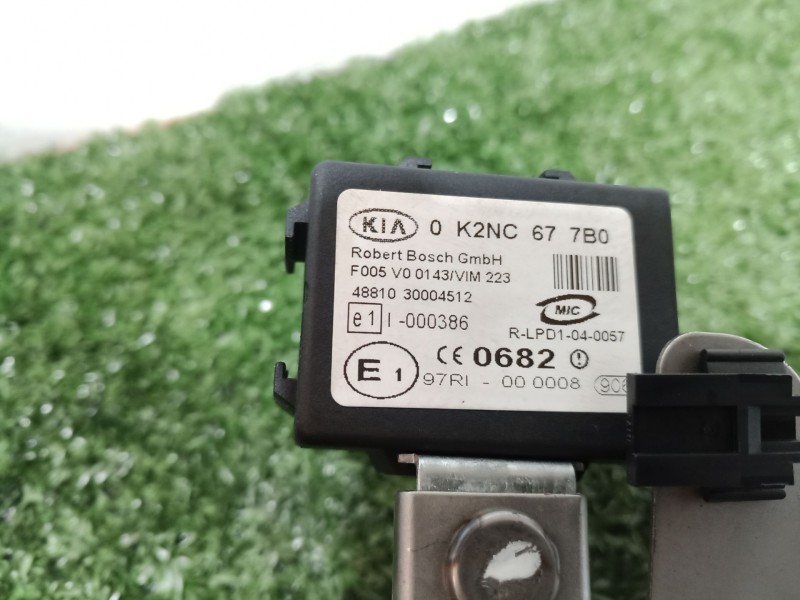 KIA 0 K2NC 67 7B0
Robert Bosch GmbH
F005 V0 0143/VIM 223
48810 30004512
MIC
e1 I -000386
R-LPD1-04-0057
E1
CE 0682
97RI - 00 0008